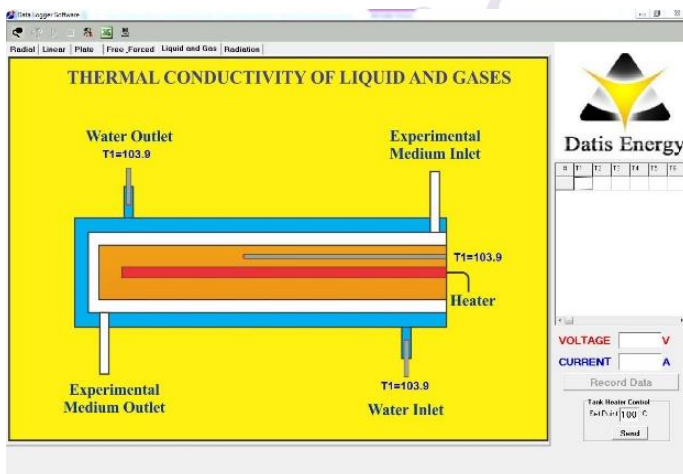 Data Logger Software
Radial Linear Plate Free_Forced Liquid and Gas Radiation
THERMAL CONDUCTIVITY OF LIQUID AND GASES
Water Outlet
T1=103.9
Experimental
Medium Inlet
T1=103.9
Heater
Experimental
Medium Outlet
T1=103.9
Water Inlet
Datis Energy
# T1 T2 T3 T4 T5 T6
VOLTAGE V
CURRENT A
Record Data
Tank Heater Control
Set Point 100 C
Send